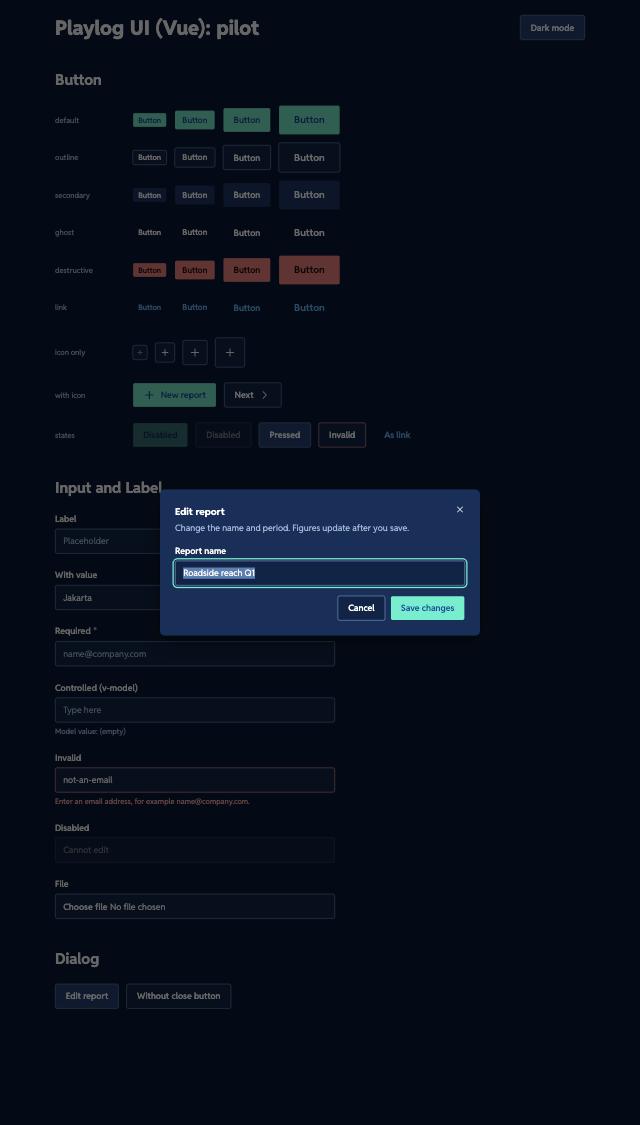 Playlog UI (Vue): pilot
Dark mode
Button
default Button Button Button Button
outline Button Button Button Button
secondary Button Button Button Button
ghost Button Button Button Button
destructive Button Button Button Button
link Button Button Button Button
icon only + + + +
with icon + New report Next >
states Disabled Disabled Pressed Invalid As link
Input and Label
Label
Placeholder
With value
Jakarta
Edit report ×
Change the name and period. Figures update after you save.
Report name
Roadside reach Q1
Cancel Save changes
Required *
name@company.com
Controlled (v-model)
Type here
Model value: (empty)
Invalid
not-an-email
Enter an email address, for example name@company.com.
Disabled
Cannot edit
File
Choose file No file chosen
Dialog
Edit report Without close button